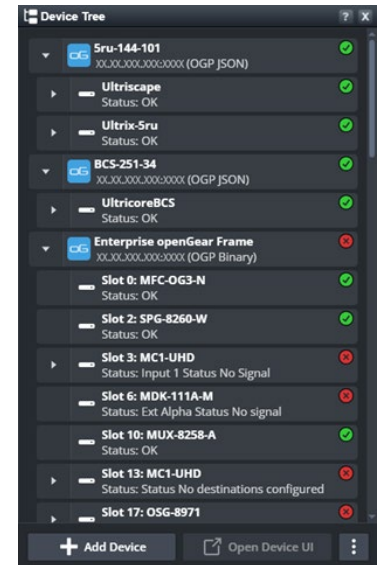 Device Tree ? X
5ru-144-101
XX.XX.XXX.XXX:XXXX (OGP JSON)
Ultriscape
Status: OK
Ultrix-5ru
Status: OK
BCS-251-34
XX.XX.XXX.XXX:XXXX (OGP JSON)
UltricoreBCS
Status: OK
Enterprise openGear Frame
XX.XX.XXX.XXX:XXXX (OGP Binary)
Slot 0: MFC-OG3-N
Status: OK
Slot 2: SPG-8260-W
Status: OK
Slot 3: MC1-UHD
Status: Input 1 Status No Signal
Slot 6: MDK-111A-M
Status: Ext Alpha Status No signal
Slot 10: MUX-8258-A
Status: OK
Slot 13: MC1-UHD
Status: Status No destinations configured
Slot 17: OSG-8971
Add Device Open Device UI